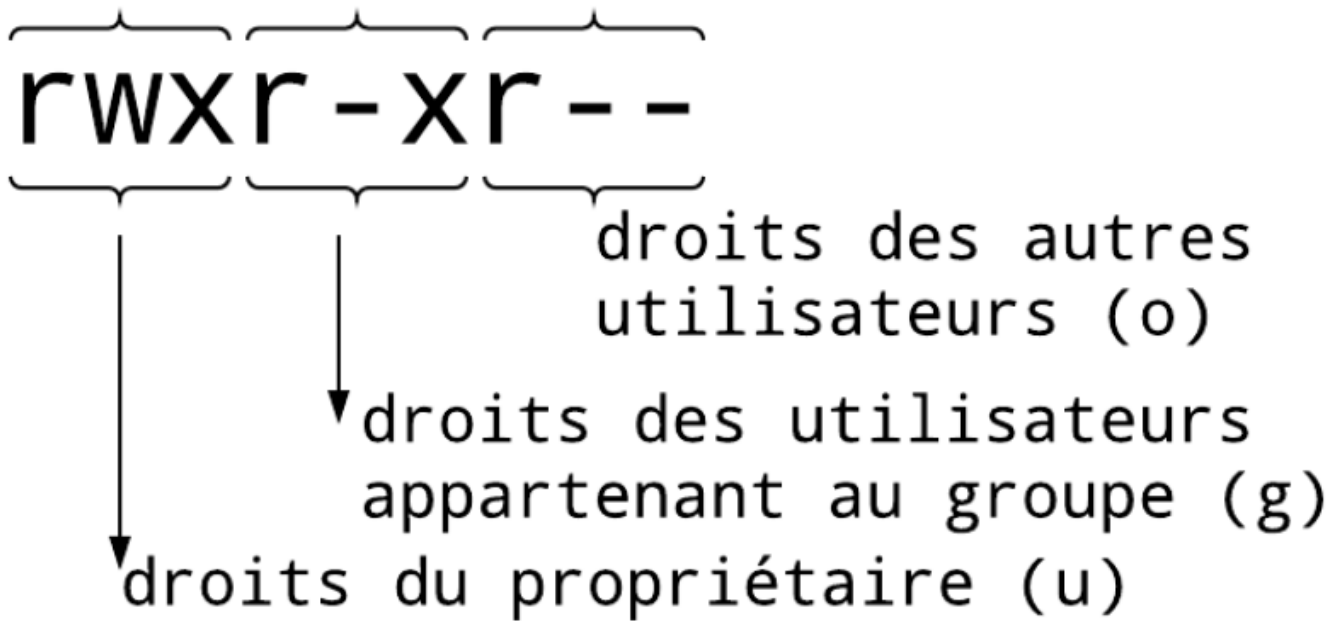 rwxr-xr--
droits des autres
utilisateurs (o)
droits des utilisateurs
appartenant au groupe (g)
droits du propriétaire (u)